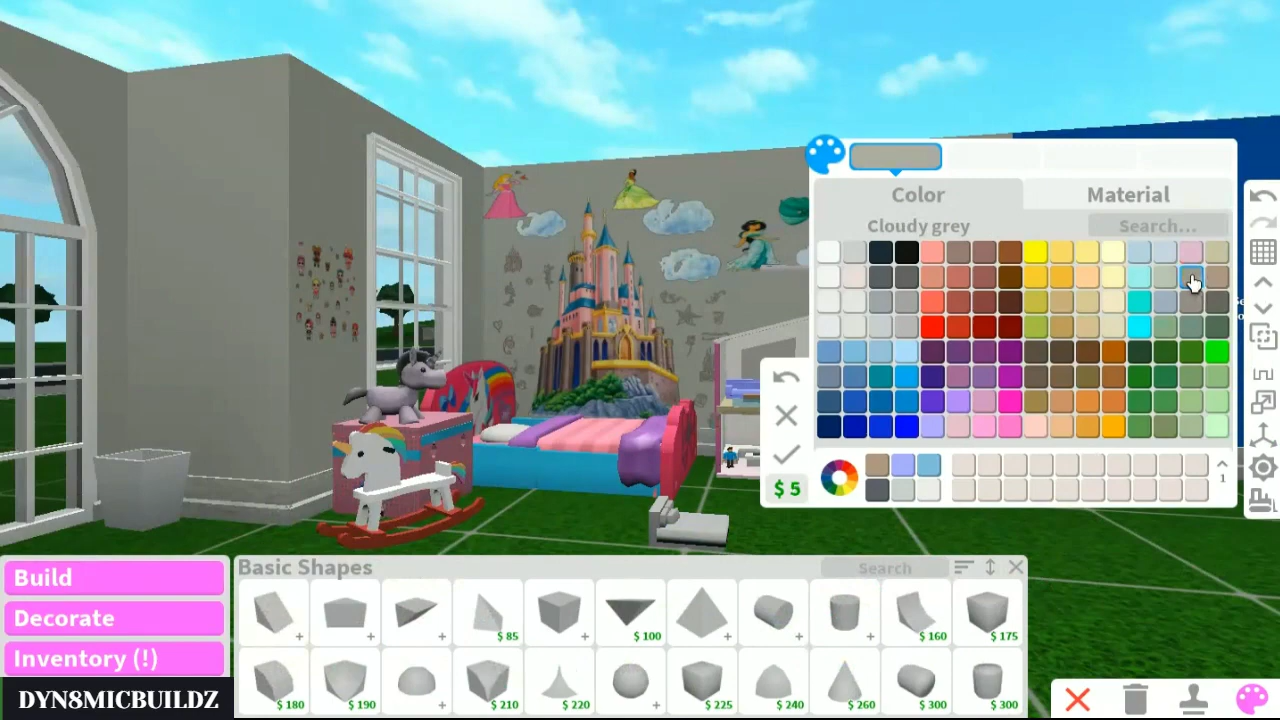 Color
Material
Cloudy grey
Search...
$ 5
1
Build
Decorate
Inventory (!)
DYN8MICBUILDZ
Basic Shapes
Search
$ 85
$ 100
$ 160
$ 175
$ 180
$ 190
$ 210
$ 220
$ 225
$ 240
$ 260
$ 300
$ 300